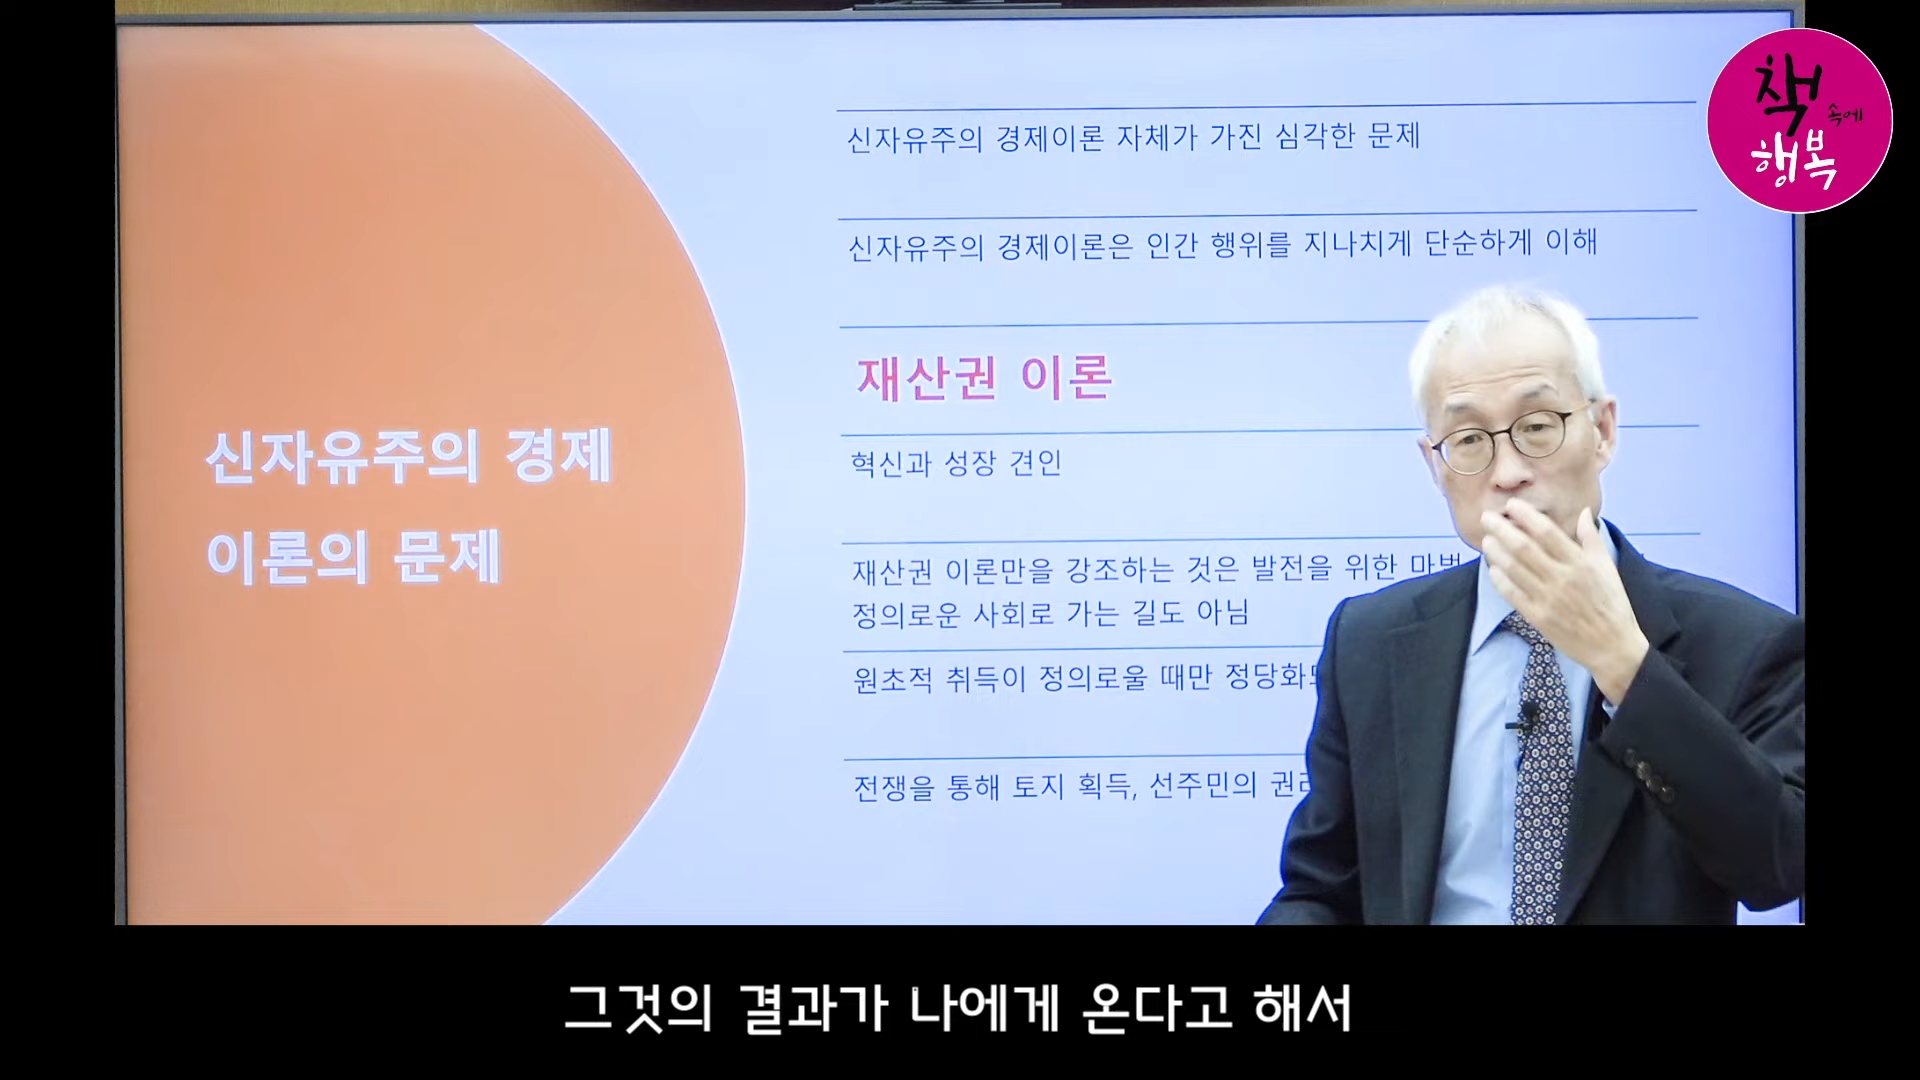 책
속에
행복
신자유주의 경제이론 자체가 가진 심각한 문제
신자유주의 경제이론은 인간 행위를 지나치게 단순하게 이해
재산권 이론
신자유주의 경제
이론의 문제
혁신과 성장 견인
재산권 이론만을 강조하는 것은 발전을 위한
정의로운 사회로 가는 길도 아님
원초적 취득이 정의로울 때만
전쟁을 통해 토지 획득, 선주민의
그것의 결과가 나에게 온다고 해서